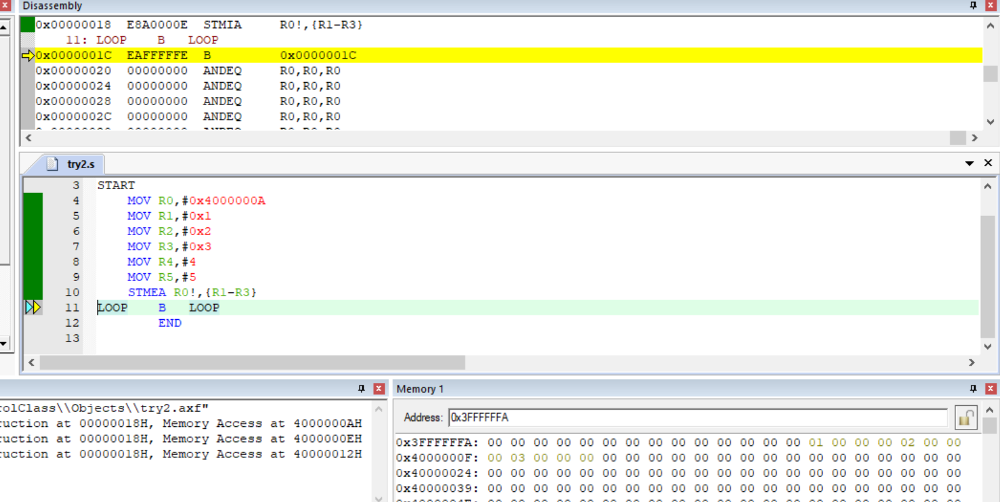 Disassembly
0x00000018 E8A0000E STMIA R0!,{R1-R3}
11: LOOP B LOOP
0x0000001C EAFFFFFE B 0x0000001C
0x00000020 00000000 ANDEQ R0,R0,R0
0x00000024 00000000 ANDEQ R0,R0,R0
0x00000028 00000000 ANDEQ R0,R0,R0
0x0000002C 00000000 ANDEQ R0,R0,R0
try2.s
3 START
4 MOV R0,#0x4000000A
5 MOV R1,#0x1
6 MOV R2,#0x2
7 MOV R3,#0x3
8 MOV R4,#4
9 MOV R5,#5
10 STMEA R0!,{R1-R3}
11 LOOP B LOOP
12 END
13
rolClass\\Objects\\try2.axf"
ruction at 00000018H, Memory Access at 4000000AH
ruction at 00000018H, Memory Access at 4000000EH
ruction at 00000018H, Memory Access at 40000012H
Memory 1
Address: 0x3FFFFFFA
0x3FFFFFFA: 00 00 00 00 00 00 00 00 00 00 00 00 00 00 01 00 00 00 02 00 00
0x4000000F: 00 03 00 00 00 00 00 00 00 00 00 00 00 00 00 00 00 00 00 00 00
0x40000024: 00 00 00 00 00 00 00 00 00 00 00 00 00 00 00 00 00 00 00 00 00
0x40000039: 00 00 00 00 00 00 00 00 00 00 00 00 00 00 00 00 00 00 00 00 00